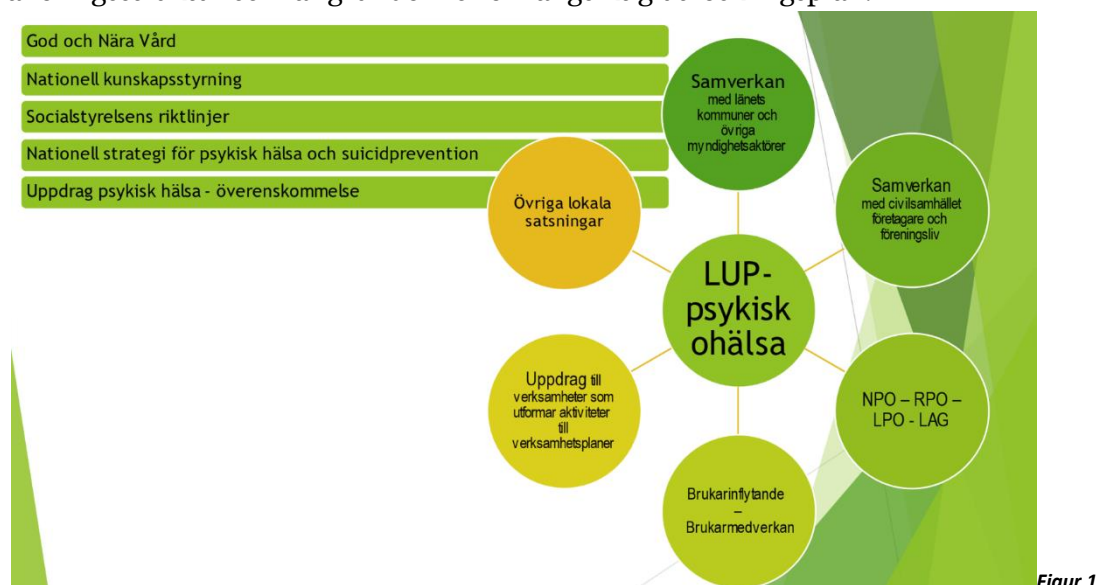 God och Nära Vård
Nationell kunskapsstyrning
Socialstyrelsens riktlinjer
Nationell strategi för psykisk hälsa och suicidprevention
Uppdrag psykisk hälsa - överenskommelse
Samverkan
med länets
kommuner och
övriga
myndighetsaktörer
Samverkan
med civilsamhället
företagare och
föreningsliv
Övriga lokala
satsningar
LUP-
psykisk
ohälsa
Uppdrag till
verksamheter som
utformar aktiviteter
till
verksamhetsplaner
NPO – RPO –
LPO - LAG
Brukarinflytande
–
Brukarmedverkan
Figur 1